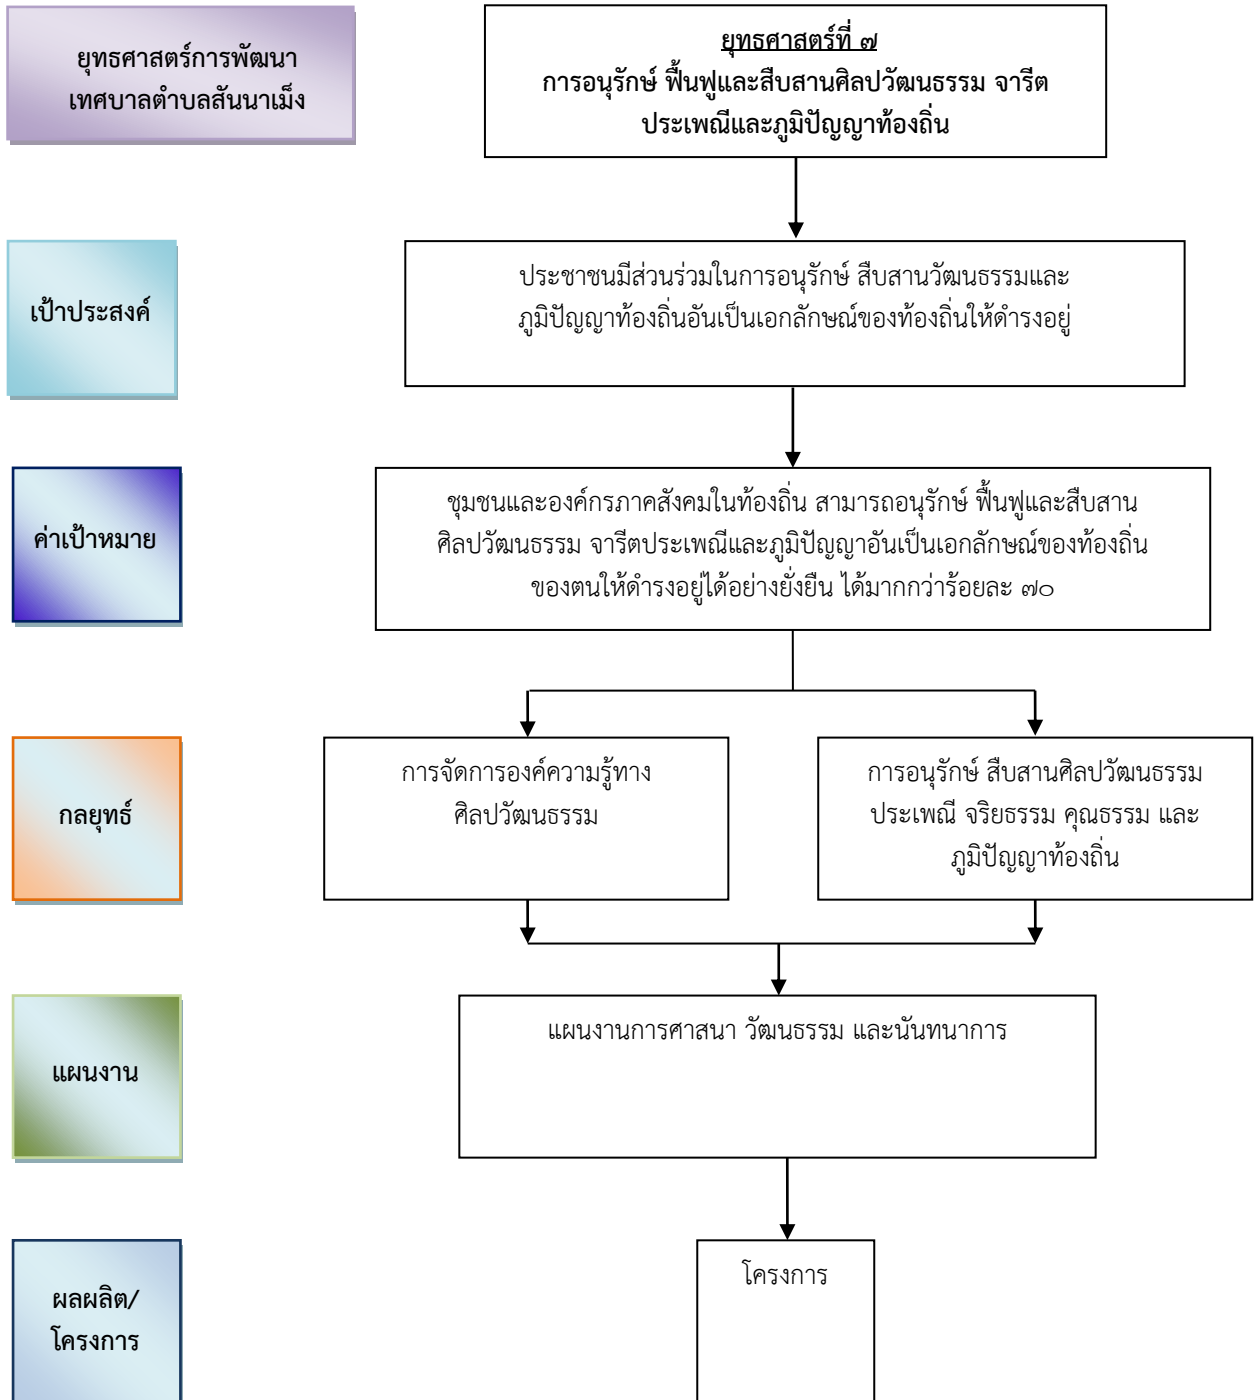 ยุทธศาสตร์การพัฒนา
เทศบาลตำบลสันนาเม็ง
ยุทธศาสตร์ที่ ๗
การอนุรักษ์ ฟื้นฟูและสืบสานศิลปวัฒนธรรม จารีต
ประเพณีและภูมิปัญญาท้องถิ่น
เป้าประสงค์
ประชาชนมีส่วนร่วมในการอนุรักษ์ สืบสานวัฒนธรรมและ
ภูมิปัญญาท้องถิ่นอันเป็นเอกลักษณ์ของท้องถิ่นให้ดำรงอยู่
ค่าเป้าหมาย
ชุมชนและองค์กรภาคสังคมในท้องถิ่น สามารถอนุรักษ์ ฟื้นฟูและสืบสาน
ศิลปวัฒนธรรม จารีตประเพณีและภูมิปัญญาอันเป็นเอกลักษณ์ของท้องถิ่น
ของตนให้ดำรงอยู่ได้อย่างยั่งยืน ได้มากกว่าร้อยละ ๗๐
กลยุทธ์
การจัดการองค์ความรู้ทาง
ศิลปวัฒนธรรม
การอนุรักษ์ สืบสานศิลปวัฒนธรรม
ประเพณี จริยธรรม คุณธรรม และ
ภูมิปัญญาท้องถิ่น
แผนงาน
แผนงานการศาสนา วัฒนธรรม และนันทนาการ
ผลผลิต/
โครงการ
โครงการ